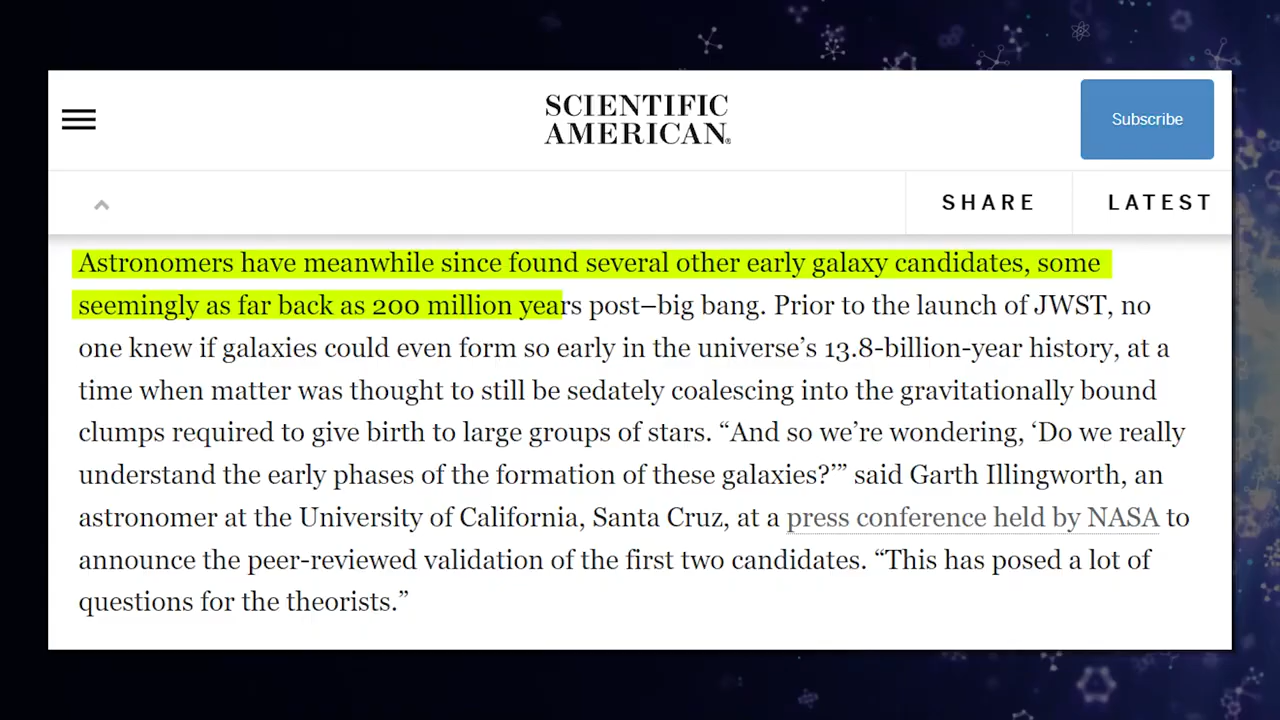 SCIENTIFIC
AMERICAN®
Subscribe
SHARE
LATEST
Astronomers have meanwhile since found several other early galaxy candidates, some
seemingly as far back as 200 million years post–big bang. Prior to the launch of JWST, no
one knew if galaxies could even form so early in the universe’s 13.8-billion-year history, at a
time when matter was thought to still be sedately coalescing into the gravitationally bound
clumps required to give birth to large groups of stars. “And so we’re wondering, ‘Do we really
understand the early phases of the formation of these galaxies?’” said Garth Illingworth, an
astronomer at the University of California, Santa Cruz, at a press conference held by NASA to
announce the peer-reviewed validation of the first two candidates. “This has posed a lot of
questions for the theorists.”